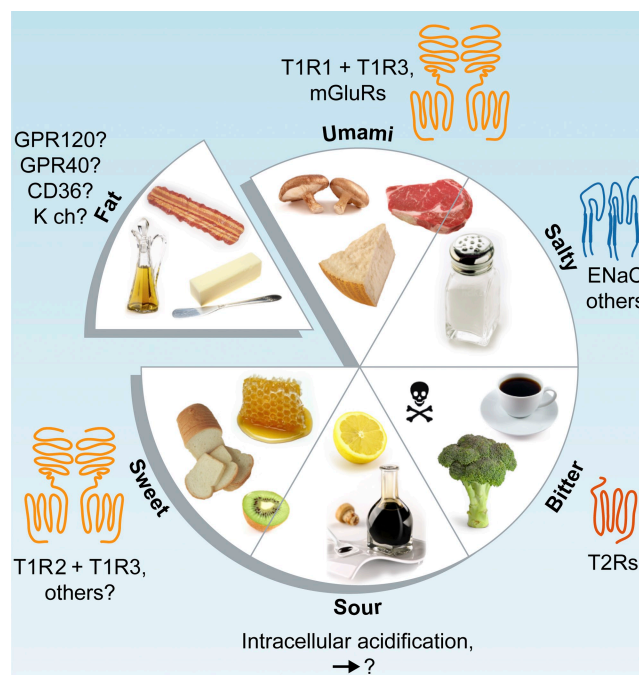 T1R1 + T1R3,
mGluRs
Umami
GPR120?
GPR40?
CD36?
K ch?
Fat
Salty
ENaC
others
Sweet
T1R2 + T1R3,
others?
Bitter
T2Rs
Sour
Intracellular acidification,
→ ?